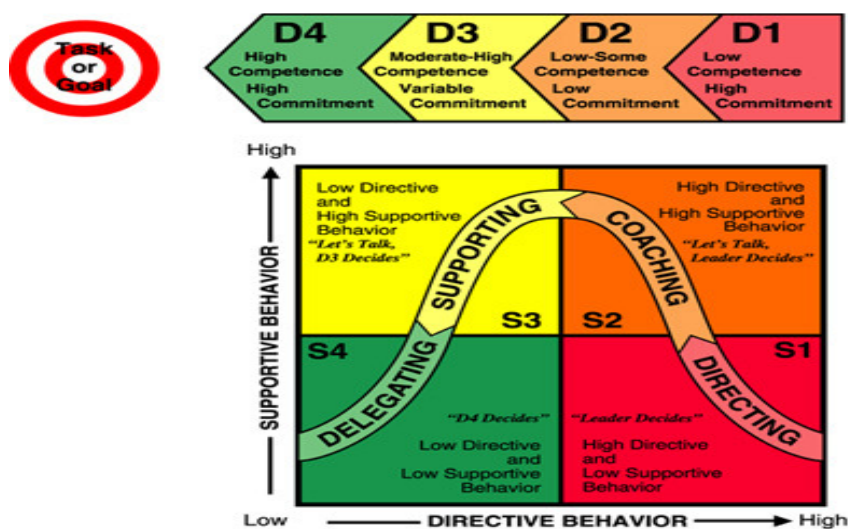 Task
or
Goal
D4
High
Competence
High
Commitment
D3
Moderate-High
Competence
Variable
Commitment
D2
Low-Some
Competence
Low
Commitment
D1
Low
Competence
High
Commitment
High
SUPPORTIVE BEHAVIOR
Low Directive
and
High Supportive
Behavior
“Let's Talk,
D3 Decides”
High Directive
and
High Supportive
Behavior
“Let's Talk,
Leader Decides”
SUPPORTING
COACHING
S3
S2
S4
S1
DELEGATING
DIRECTING
“D4 Decides”
Low Directive
and
Low Supportive
Behavior
“Leader Decides”
High Directive
and
Low Supportive
Behavior
Low
DIRECTIVE BEHAVIOR
High